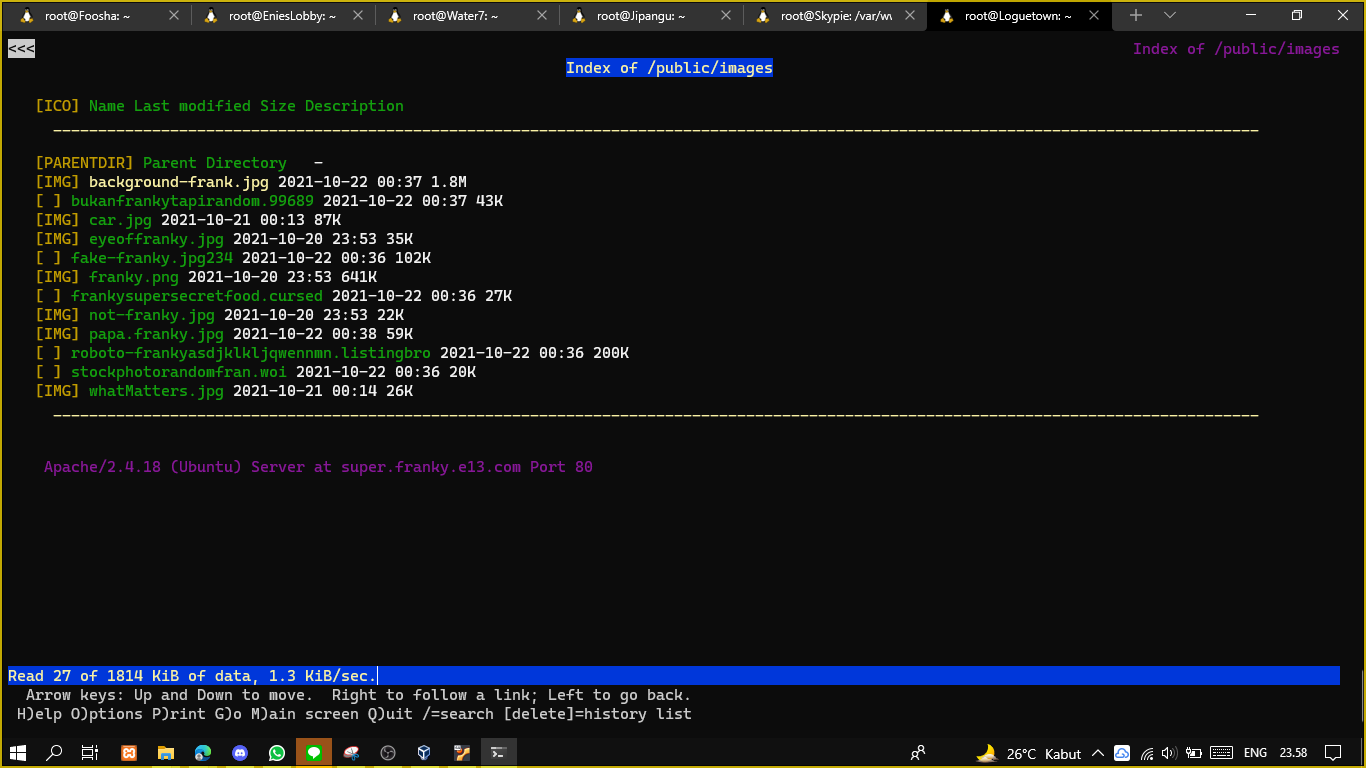 root@Foosha: ~
root@EniesLobby: ~
root@Water7: ~
root@Jipangu: ~
root@Skypie: /var/w
root@Loguetown: ~
<<<
Index of /public/images
Index of /public/images
[ICO] Name Last modified Size Description
[PARENTDIR] Parent Directory   -
[IMG] background-frank.jpg 2021-10-22 00:37 1.8M
[ ] bukanfrankytapirandom.99689 2021-10-22 00:37 43K
[IMG] car.jpg 2021-10-21 00:13 87K
[IMG] eyeoffranky.jpg 2021-10-20 23:53 35K
[ ] fake-franky.jpg234 2021-10-22 00:36 102K
[IMG] franky.png 2021-10-20 23:53 641K
[ ] frankysupersecretfood.cursed 2021-10-22 00:36 27K
[IMG] not-franky.jpg 2021-10-20 23:53 22K
[IMG] papa.franky.jpg 2021-10-22 00:38 59K
[ ] roboto-frankyasdjklkljqwennmn.listingbro 2021-10-22 00:36 200K
[ ] stockphotorandomfran.woi 2021-10-22 00:36 20K
[IMG] whatMatters.jpg 2021-10-21 00:14 26K
Apache/2.4.18 (Ubuntu) Server at super.franky.e13.com Port 80
Read 27 of 1814 KiB of data, 1.3 KiB/sec.
Arrow keys: Up and Down to move.  Right to follow a link; Left to go back.
H)elp O)ptions P)rint G)o M)ain screen Q)uit /=search [delete]=history list
26°C Kabut
ENG
23.58